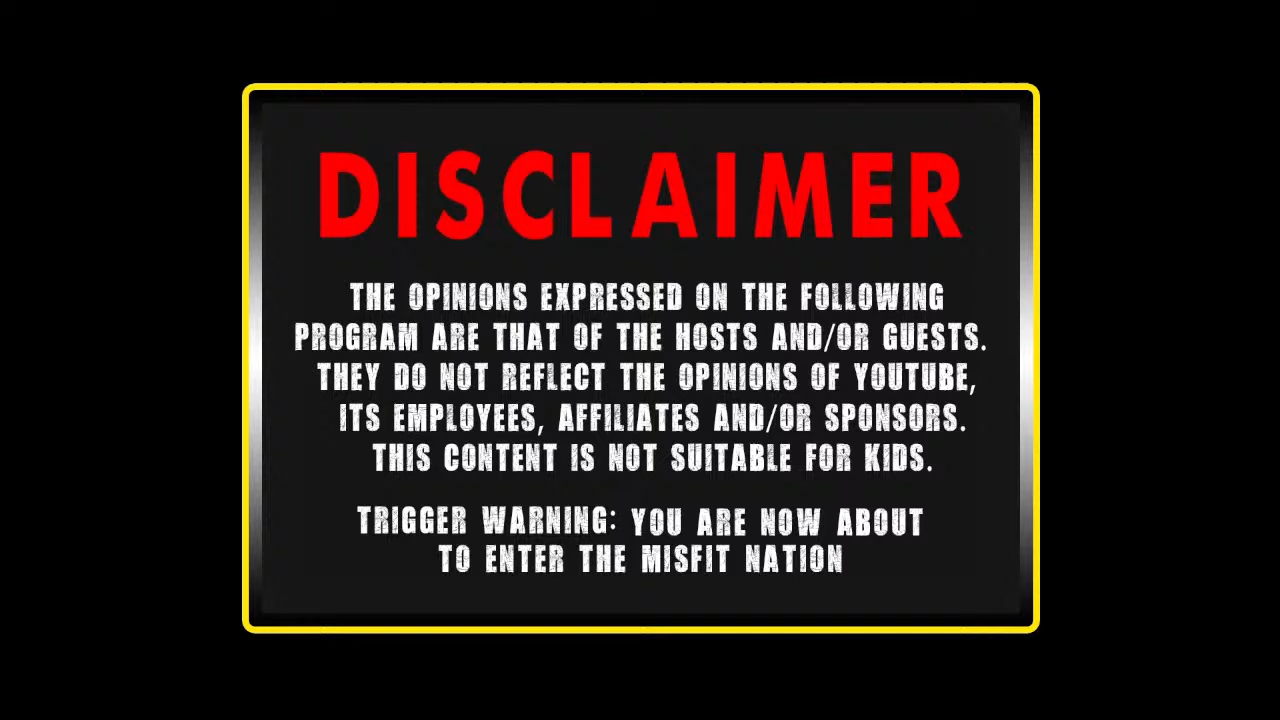 DISCLAIMER
THE OPINIONS EXPRESSED ON THE FOLLOWING
PROGRAM ARE THAT OF THE HOSTS AND/OR GUESTS.
THEY DO NOT REFLECT THE OPINIONS OF YOUTUBE,
ITS EMPLOYEES, AFFILIATES AND/OR SPONSORS.
THIS CONTENT IS NOT SUITABLE FOR KIDS.
TRIGGER WARNING: YOU ARE NOW ABOUT
TO ENTER THE MISFIT NATION